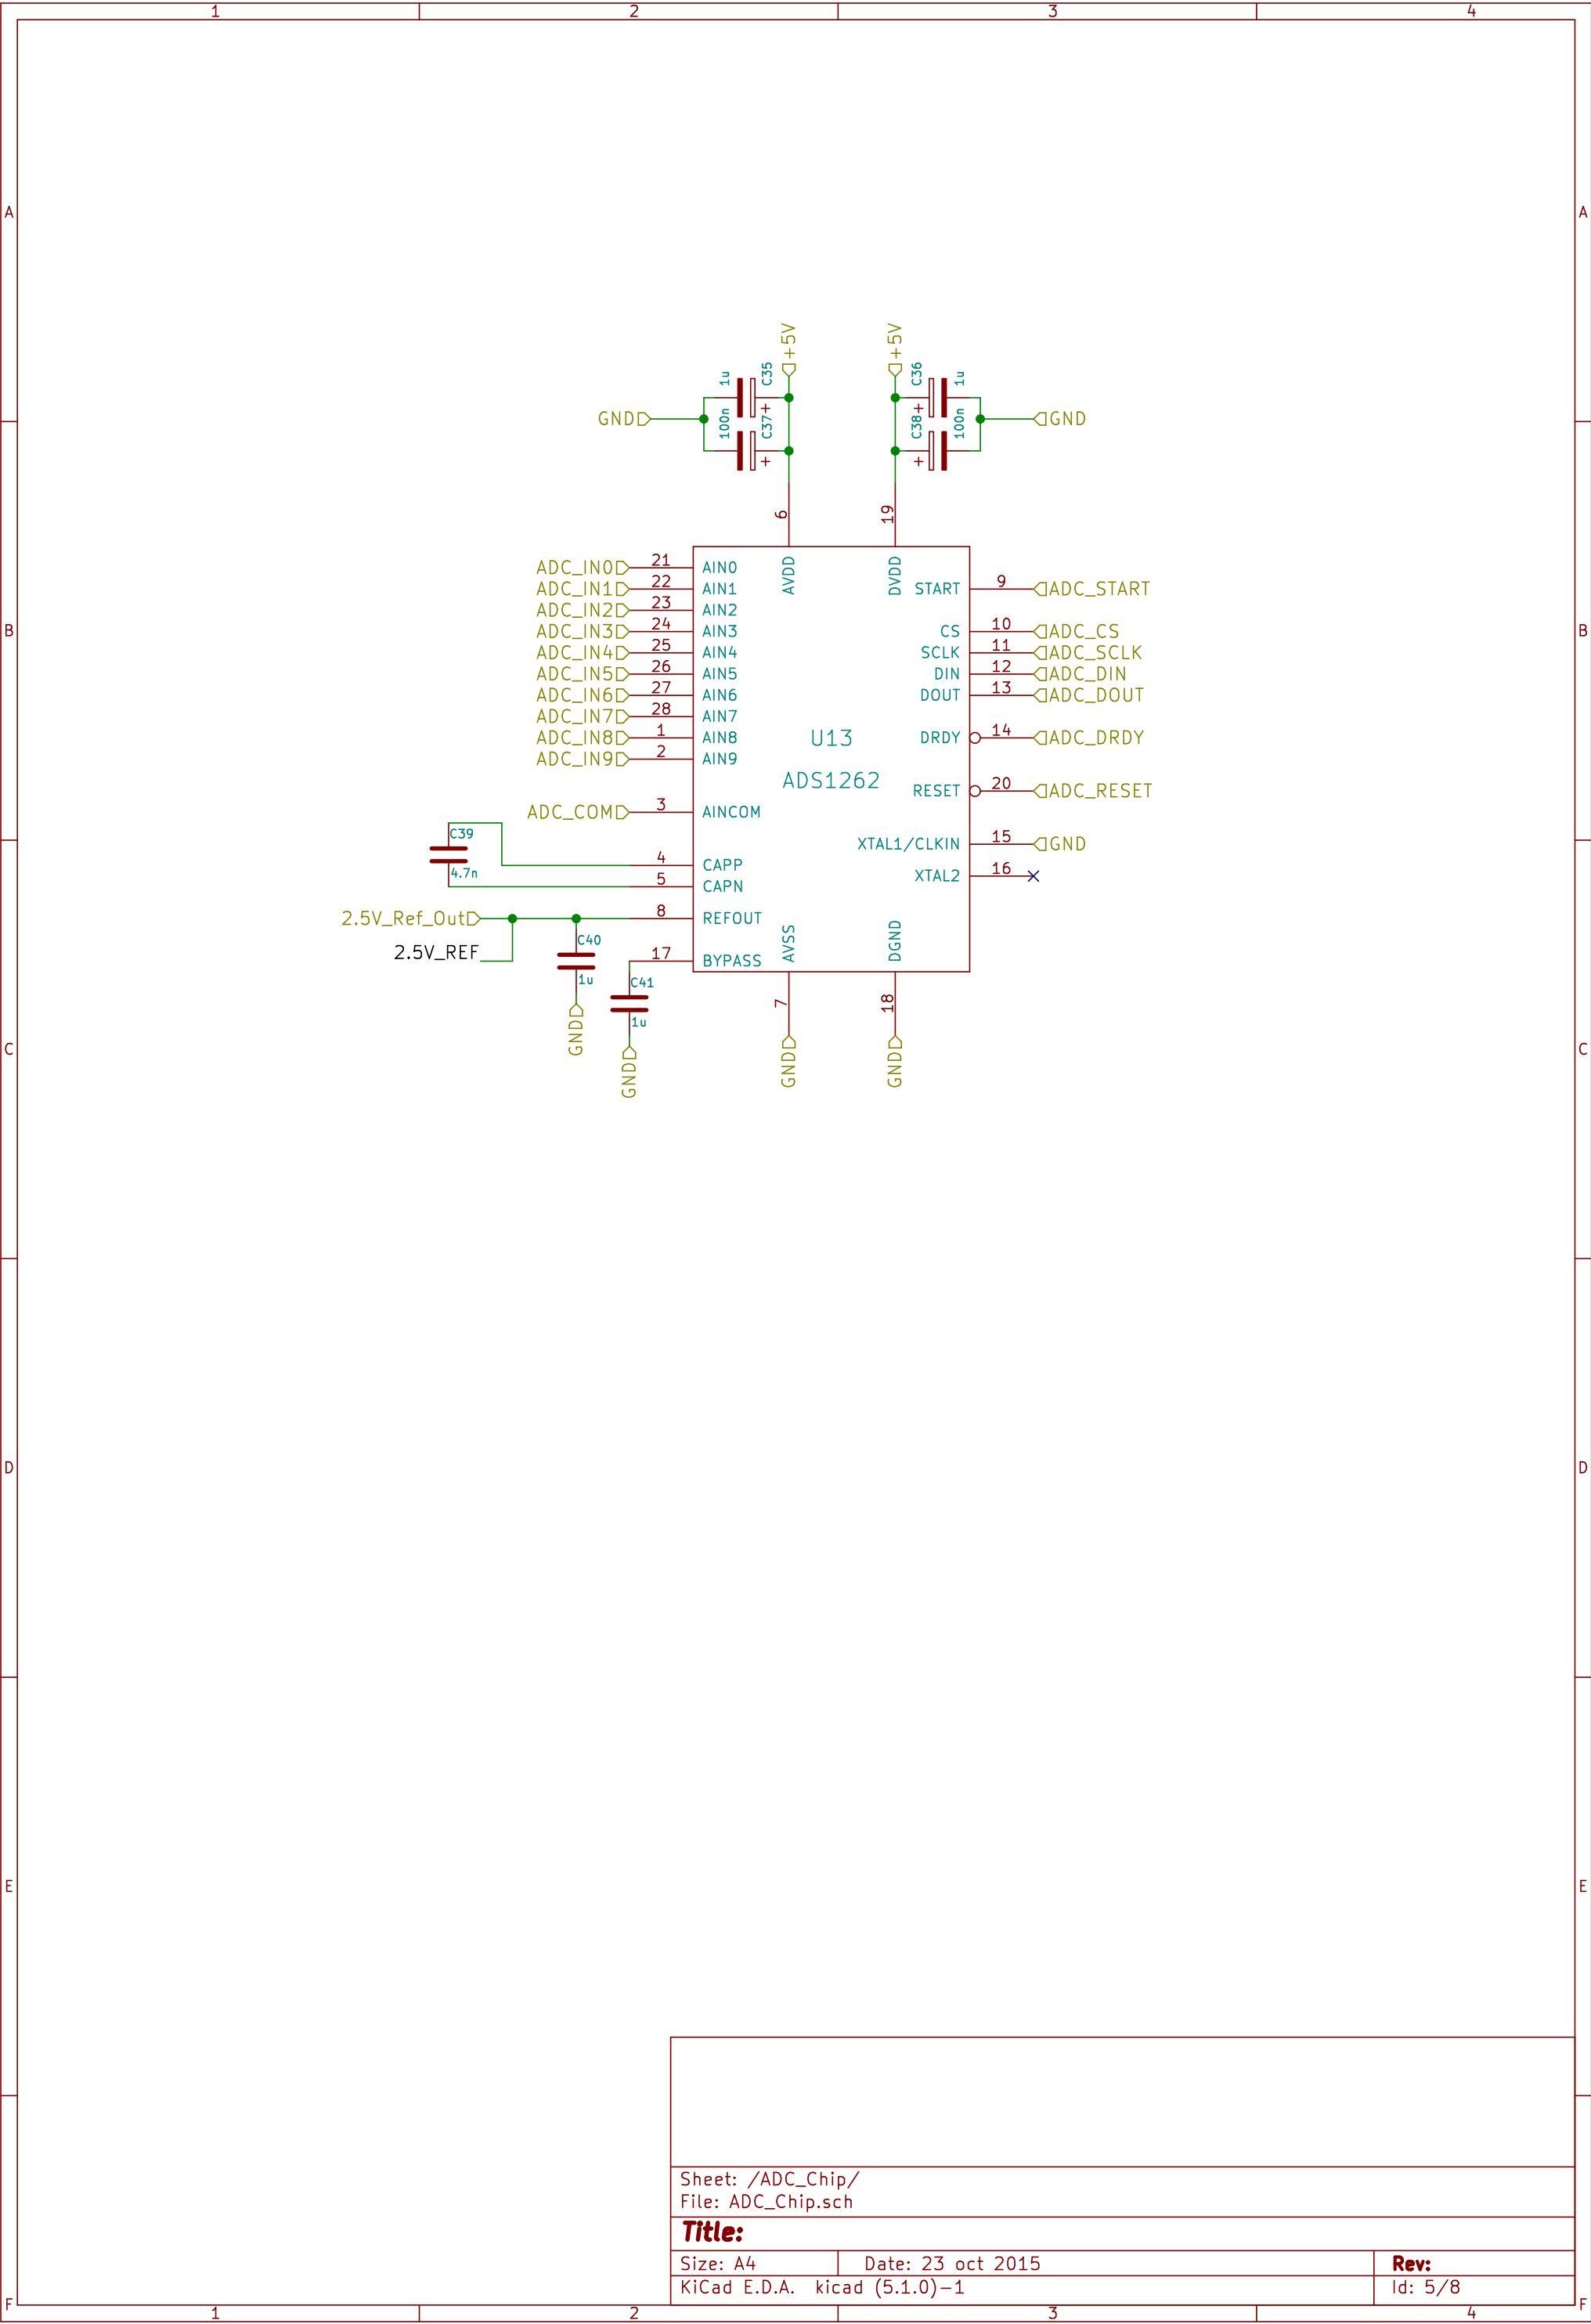 1 2 3 4
A A
+5V +5V
1u C35 C36 1u
GND + + GND
100n C37 C38 100n
+ +
6 19
ADC_IN0 21 AIN0 AVDD DVDD
ADC_IN1 22 AIN1 START 9 ADC_START
ADC_IN2 23 AIN2
B ADC_IN3 24 AIN3 CS 10 ADC_CS B
ADC_IN4 25 AIN4 SCLK 11 ADC_SCLK
ADC_IN5 26 AIN5 DIN 12 ADC_DIN
ADC_IN6 27 AIN6 DOUT 13 ADC_DOUT
ADC_IN7 28 AIN7
ADC_IN8 1 AIN8 U13 DRDY 14 ADC_DRDY
ADC_IN9 2 AIN9
ADS1262 RESET 20 ADC_RESET
ADC_COM 3 AINCOM
C39 XTAL1/CLKIN 15 GND
4.7n 4 CAPP XTAL2 16
5 CAPN
2.5V_Ref_Out 8 REFOUT
C40 AVSS DGND
2.5V_REF 17 BYPASS
1u C41 7 18
1u
GND GND GND GND
C C
D D
E E
Sheet: /ADC_Chip/
File: ADC_Chip.sch
Title:
Size: A4 Date: 23 oct 2015 Rev:
KiCad E.D.A. kicad (5.1.0)-1 Id: 5/8
F F
1 2 3 4